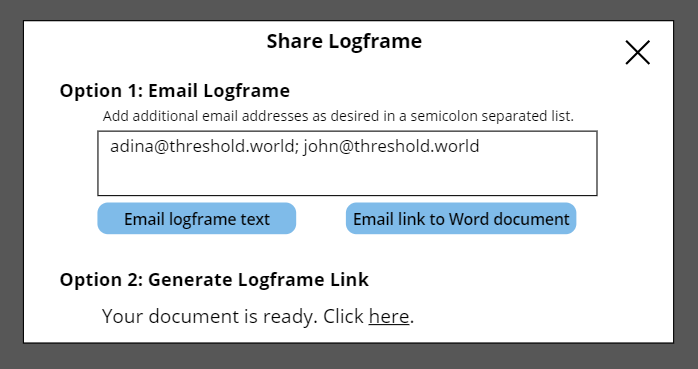 Share Logframe
Option 1: Email Logframe
Add additional email addresses as desired in a semicolon separated list.
adina@threshold.world; john@threshold.world
Email logframe text
Email link to Word document
Option 2: Generate Logframe Link
Your document is ready. Click here.